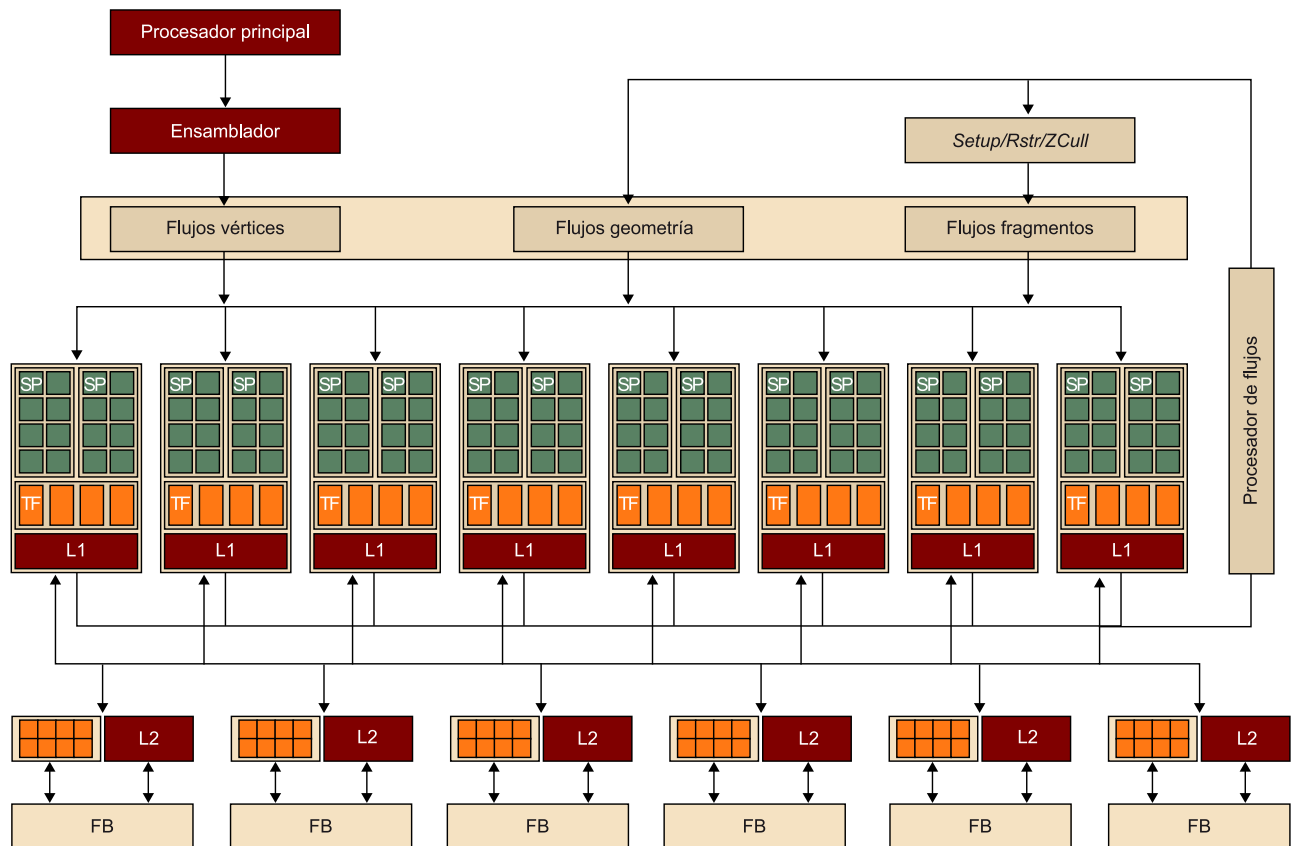 Procesador principal
Ensamblador
Setup/Rstr/ZCull
Flujos vértices
Flujos geometría
Flujos fragmentos
Procesador de flujos
SP SP SP SP SP SP SP SP SP SP SP SP SP SP SP SP
TF TF TF TF TF TF TF TF
L1 L1 L1 L1 L1 L1 L1 L1
L2 L2 L2 L2 L2 L2
FB FB FB FB FB FB